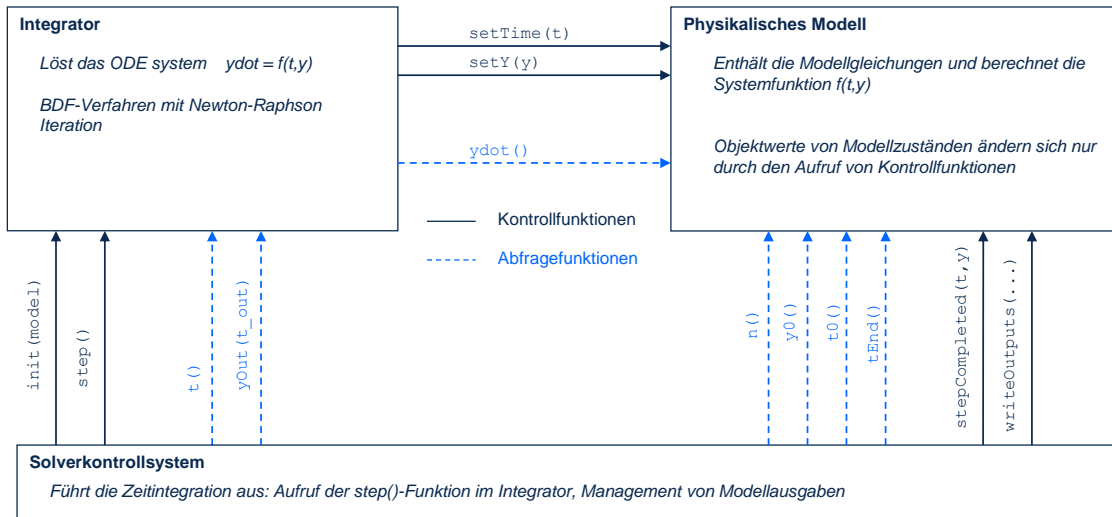 Integrator
Löst das ODE system ydot = f(t,y)
BDF-Verfahren mit Newton-Raphson
Iteration
setTime(t)
setY(y)
ydot()
Physikalisches Modell
Enthält die Modellgleichungen und berechnet die
Systemfunktion f(t,y)
Objektwerte von Modellzuständen ändern sich nur
durch den Aufruf von Kontrollfunktionen
Kontrollfunktionen
Abfragefunktionen
init(model)
step()
t()
yOut(t_out)
n()
y0()
t0()
tEnd()
stepCompleted(t,y)
writeOutputs(...)
Solverkontrollsystem
Führt die Zeitintegration aus: Aufruf der step()-Funktion im Integrator, Management von Modellausgaben